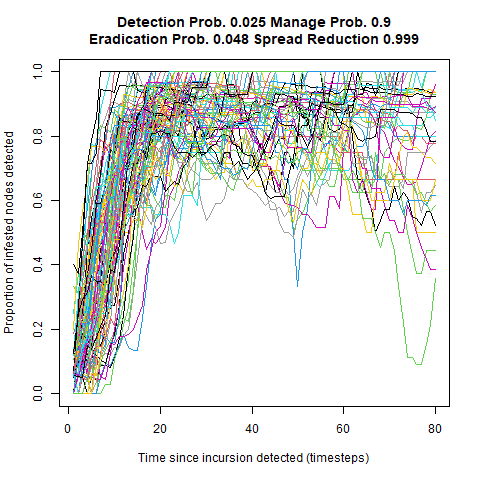 Detection Prob. 0.025 Manage Prob. 0.9
Eradication Prob. 0.048 Spread Reduction 0.999
Proportion of infested nodes detected
1.0
0.8
0.6
0.4
0.2
0.0
0 20 40 60 80
Time since incursion detected (timesteps)